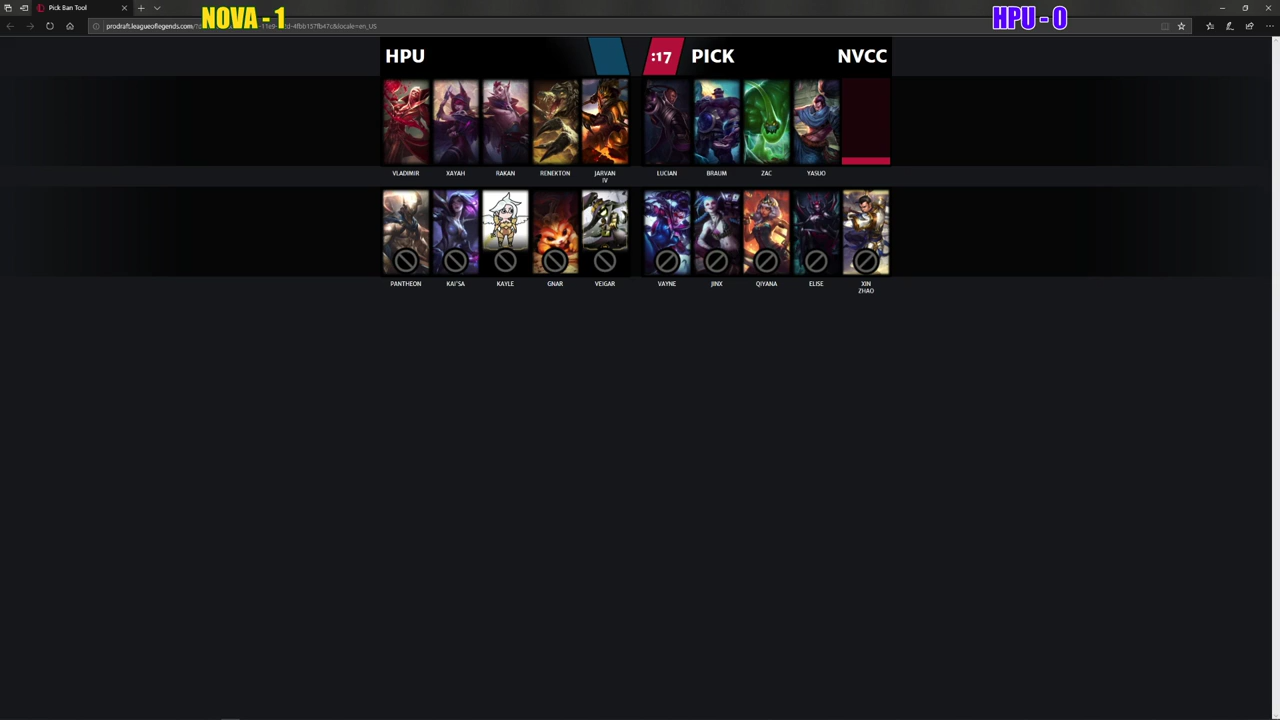 Pick Ban Tool
NOVA - 1
HPU - 0
HPU
:17
PICK
NVCC
VLADIMIR
XAYAH
RAKAN
RENEKTON
JARVAN
IV
LUCIAN
BRAUM
ZAC
YASUO
PANTHEON
KAI'SA
KAYLE
GNAR
VEIGAR
VAYNE
JINX
QIYANA
ELISE
XIN
ZHAO